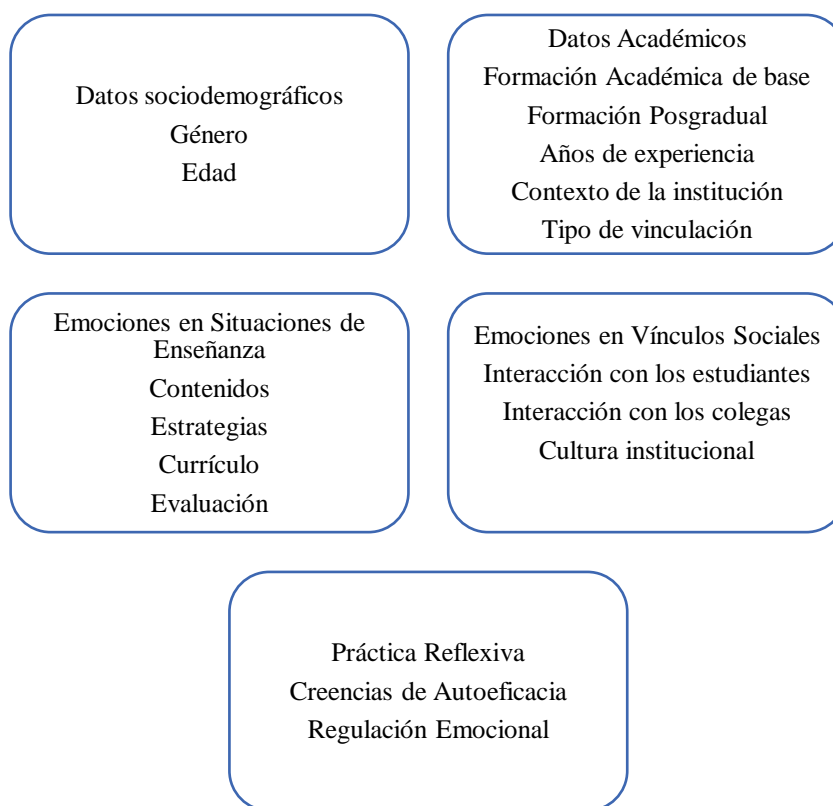 Datos sociodemográficos
Género
Edad
Datos Académicos
Formación Académica de base
Formación Posgradual
Años de experiencia
Contexto de la institución
Tipo de vinculación
Emociones en Situaciones de
Enseñanza
Contenidos
Estrategias
Currículo
Evaluación
Emociones en Vínculos Sociales
Interacción con los estudiantes
Interacción con los colegas
Cultura institucional
Práctica Reflexiva
Creencias de Autoeficacia
Regulación Emocional